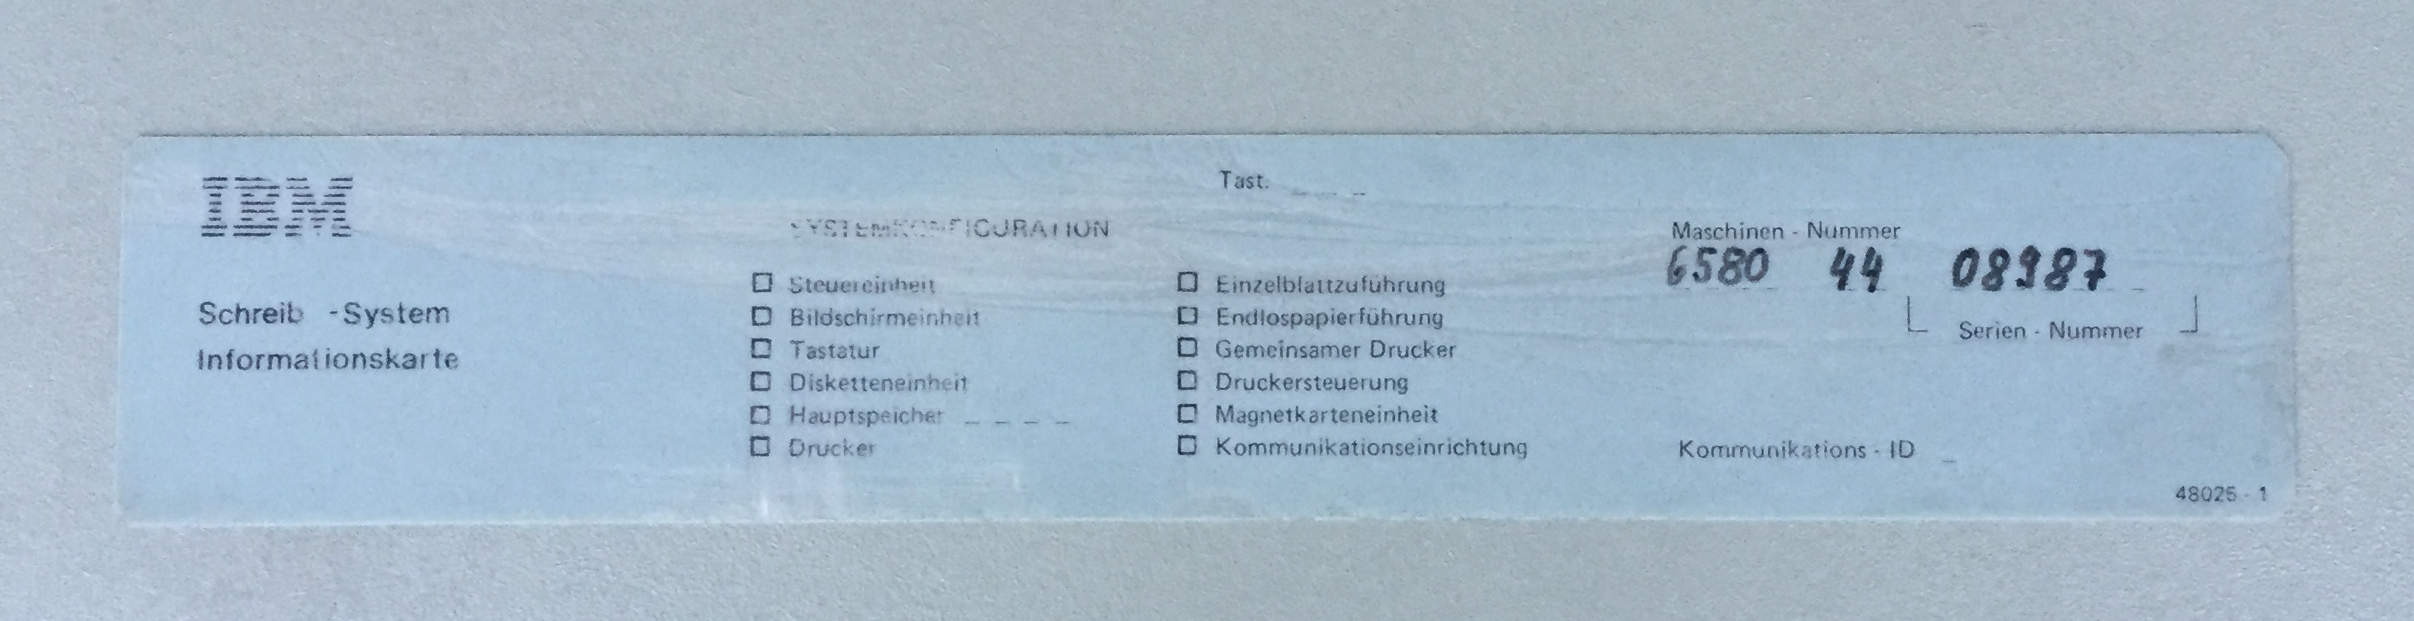 IBM
Schreib - System
Informationskarte
Tast.
SYSTEMKONFIGURATION
☐ Steuereinheit
☐ Bildschirmeinheit
☐ Tastatur
☐ Disketteneinheit
☐ Hauptspeicher _ _ _ _
☐ Drucker
☐ Einzelblattzuführung
☐ Endlospapierführung
☐ Gemeinsamer Drucker
☐ Druckersteuerung
☐ Magnetkarteneinheit
☐ Kommunikationseinrichtung
Maschinen - Nummer
6580 44 08987
Serien - Nummer
Kommunikations - ID _
48025 - 1